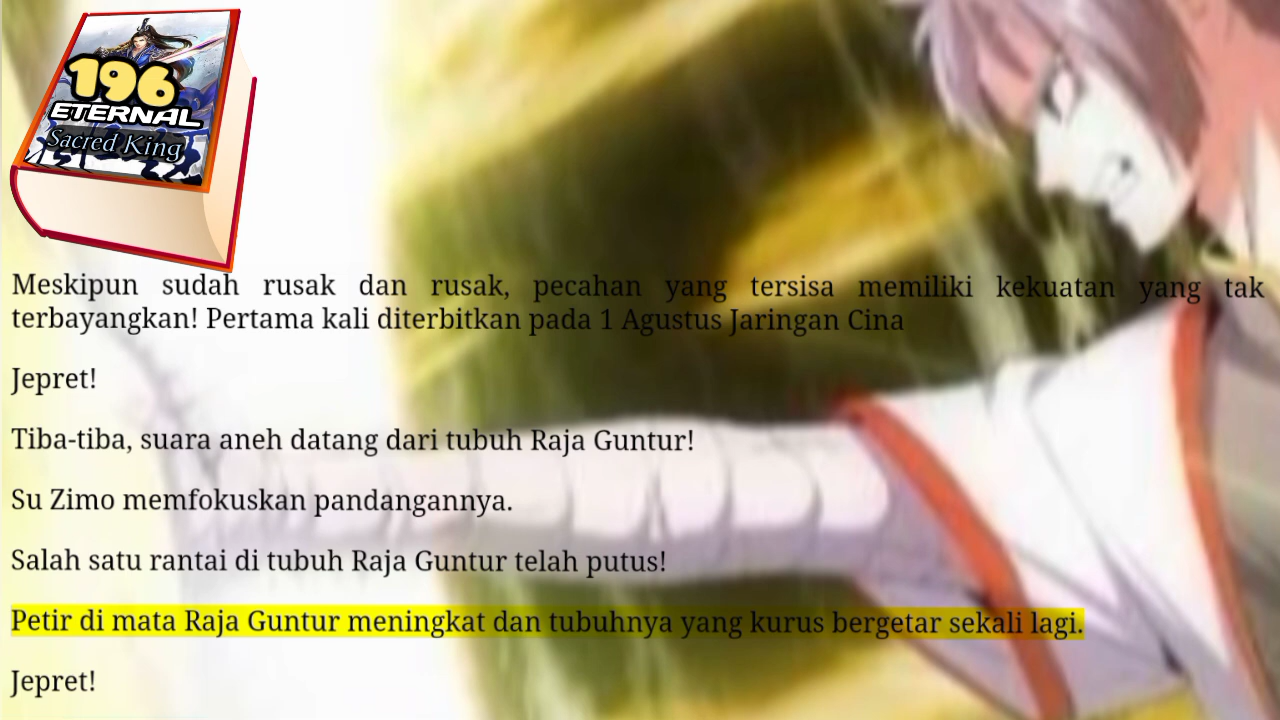 196
ETERNAL
Sacred King
Meskipun sudah rusak dan rusak, pecahan yang tersisa memiliki kekuatan yang tak
terbayangkan! Pertama kali diterbitkan pada 1 Agustus Jaringan Cina
Jepret!
Tiba-tiba, suara aneh datang dari tubuh Raja Guntur!
Su Zimo memfokuskan pandangannya.
Salah satu rantai di tubuh Raja Guntur telah putus!
Petir di mata Raja Guntur meningkat dan tubuhnya yang kurus bergetar sekali lagi.
Jepret!